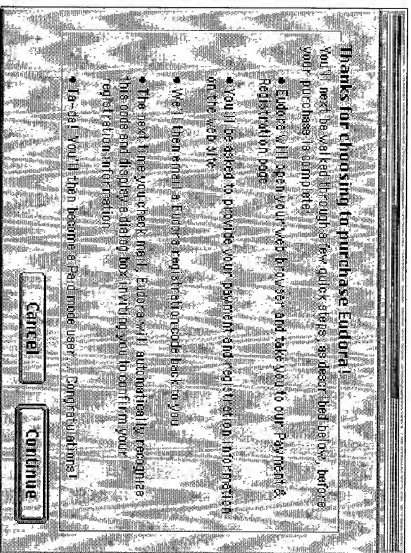 Thanks for choosing to purchase Eudora!
You'll next be walked through a few quick steps, as described below, before
your purchase is complete:
• Eudora will open your web browser and take you to our Payment &
Registration page.
• You'll be asked to provide your payment and registration information
on the web site.
• We'll then email a Eudora registration code back to you.
• The next time you check mail, Eudora will automatically recognize
this code and display a dialog box inviting you to confirm your
registration information.
• Ta-da! You'll then become a Paid mode user. Congratulations!
Cancel
Continue